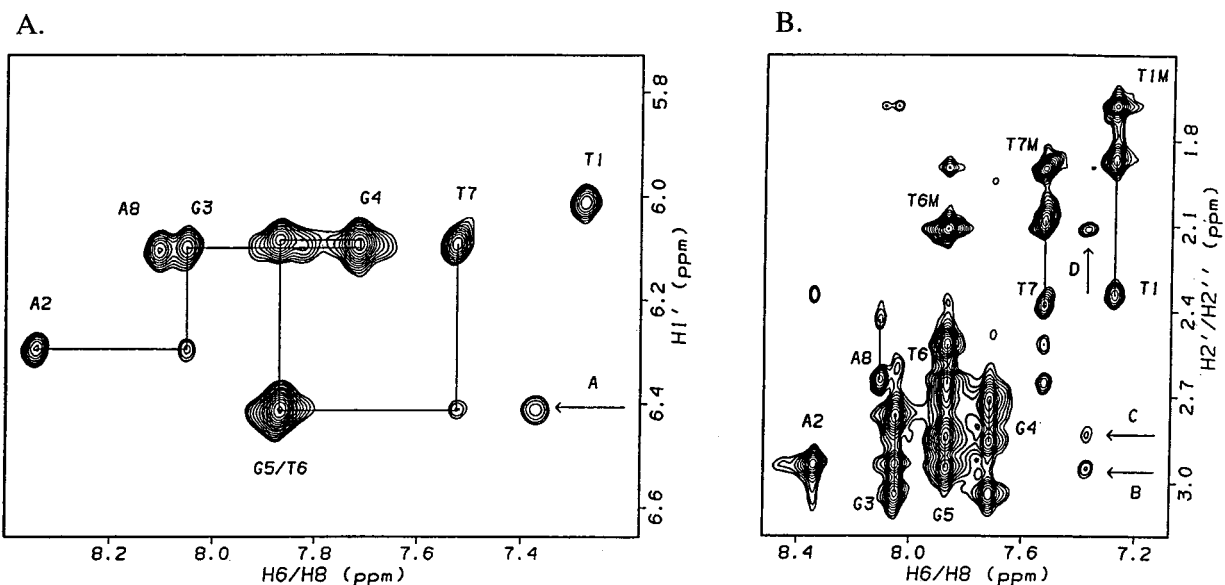 A.
B.
A8
G3
G4
T7
T1
A2
G5/T6
A
5.8
6.0
6.2
6.4
6.6
H1' (ppm)
8.2
8.0
7.8
7.6
7.4
H6/H8 (ppm)
T1M
T7M
T6M
D
T7
T1
A8
T6
A2
G4
C
B
G3
G5
1.8
2.1
2.4
2.7
3.0
H2'/H2'' (ppm)
8.4
8.0
7.6
7.2
H6/H8 (ppm)